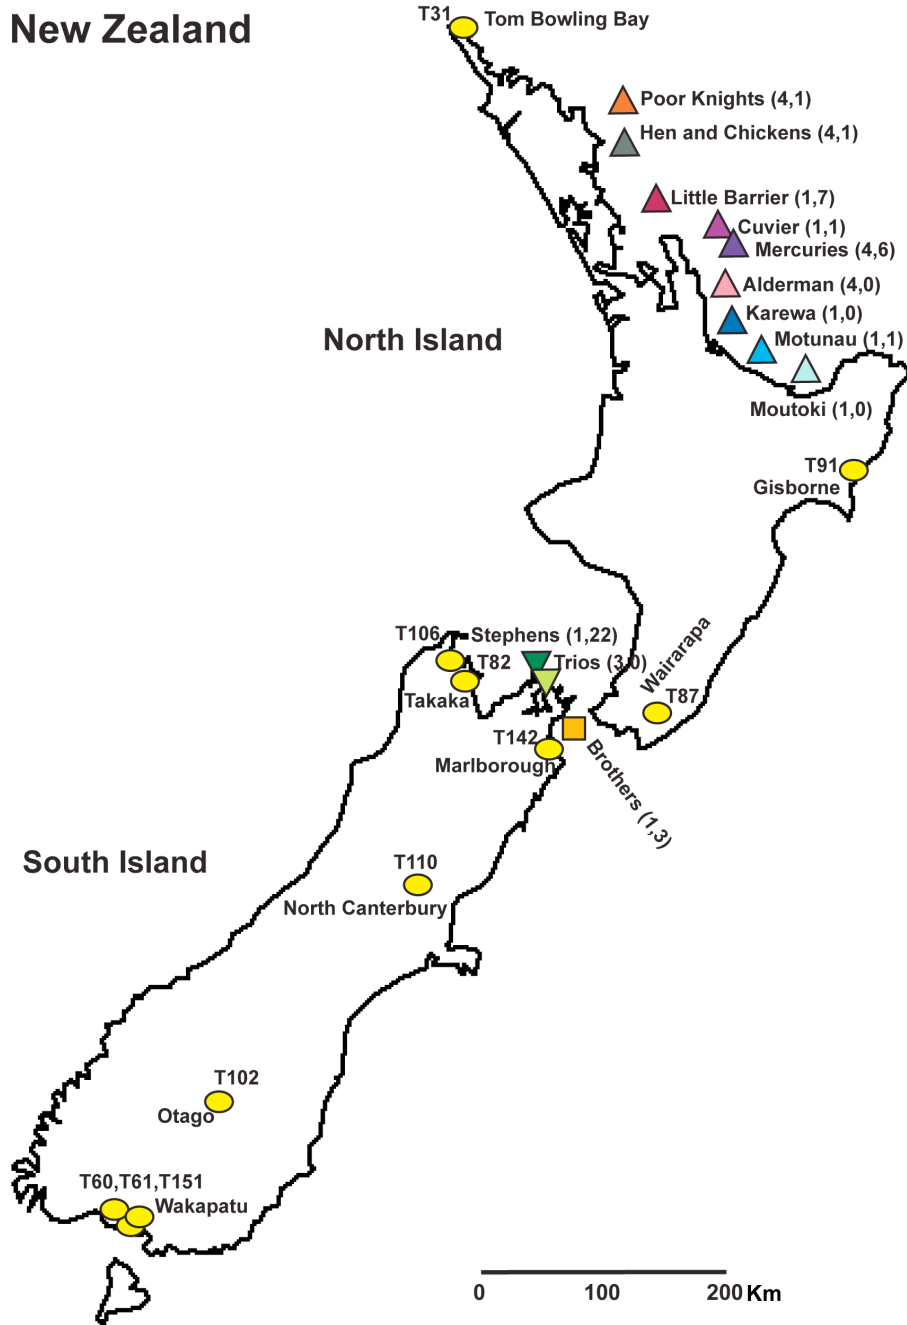 New Zealand
T31
Tom Bowling Bay
Poor Knights (4,1)
Hen and Chickens (4,1)
Little Barrier (1,7)
Cuvier (1,1)
Mercuries (4,6)
Alderman (4,0)
Karewa (1,0)
North Island
Motunau (1,1)
Moutoki (1,0)
T91
Gisborne
Wairarapa
T87
T106
Stephens (1,22)
T82
Trios (3,0)
Takaka
T142
Marlborough
Brothers (1,3)
South Island
T110
North Canterbury
T102
Otago
T60,T61,T151
Wakapatu
0 100 200 Km